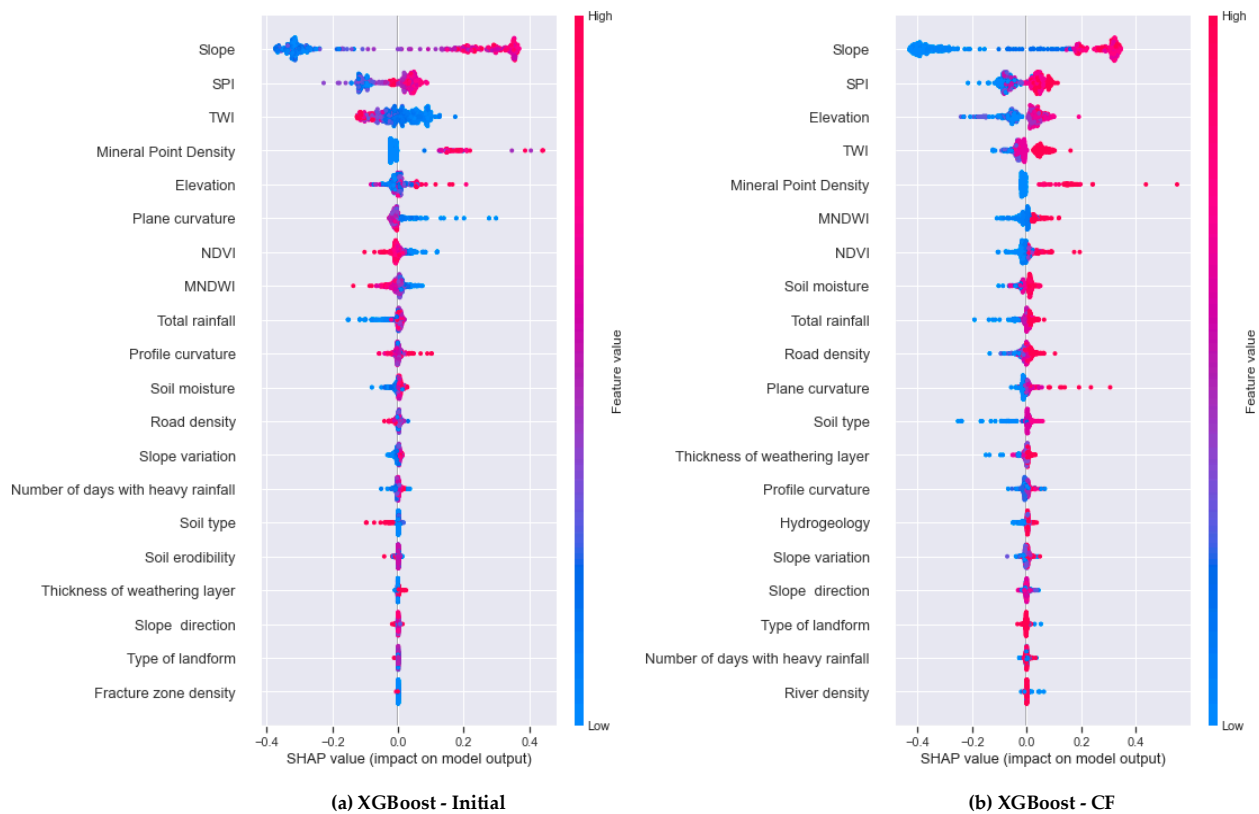 High
Slope
SPI
TWI
Mineral Point Density
Elevation
Plane curvature
NDVI
MNDWI
Total rainfall
Profile curvature
Soil moisture
Road density
Slope variation
Number of days with heavy rainfall
Soil type
Soil erodibility
Thickness of weathering layer
Slope  direction
Type of landform
Fracture zone density
Low
Feature value
−0.4 −0.2 0.0 0.2 0.4
SHAP value (impact on model output)
(a) XGBoost - Initial
High
Slope
SPI
Elevation
TWI
Mineral Point Density
MNDWI
NDVI
Soil moisture
Total rainfall
Road density
Plane curvature
Soil type
Thickness of weathering layer
Profile curvature
Hydrogeology
Slope variation
Slope  direction
Type of landform
Number of days with heavy rainfall
River density
Low
Feature value
−0.4 −0.2 0.0 0.2 0.4
SHAP value (impact on model output)
(b) XGBoost - CF